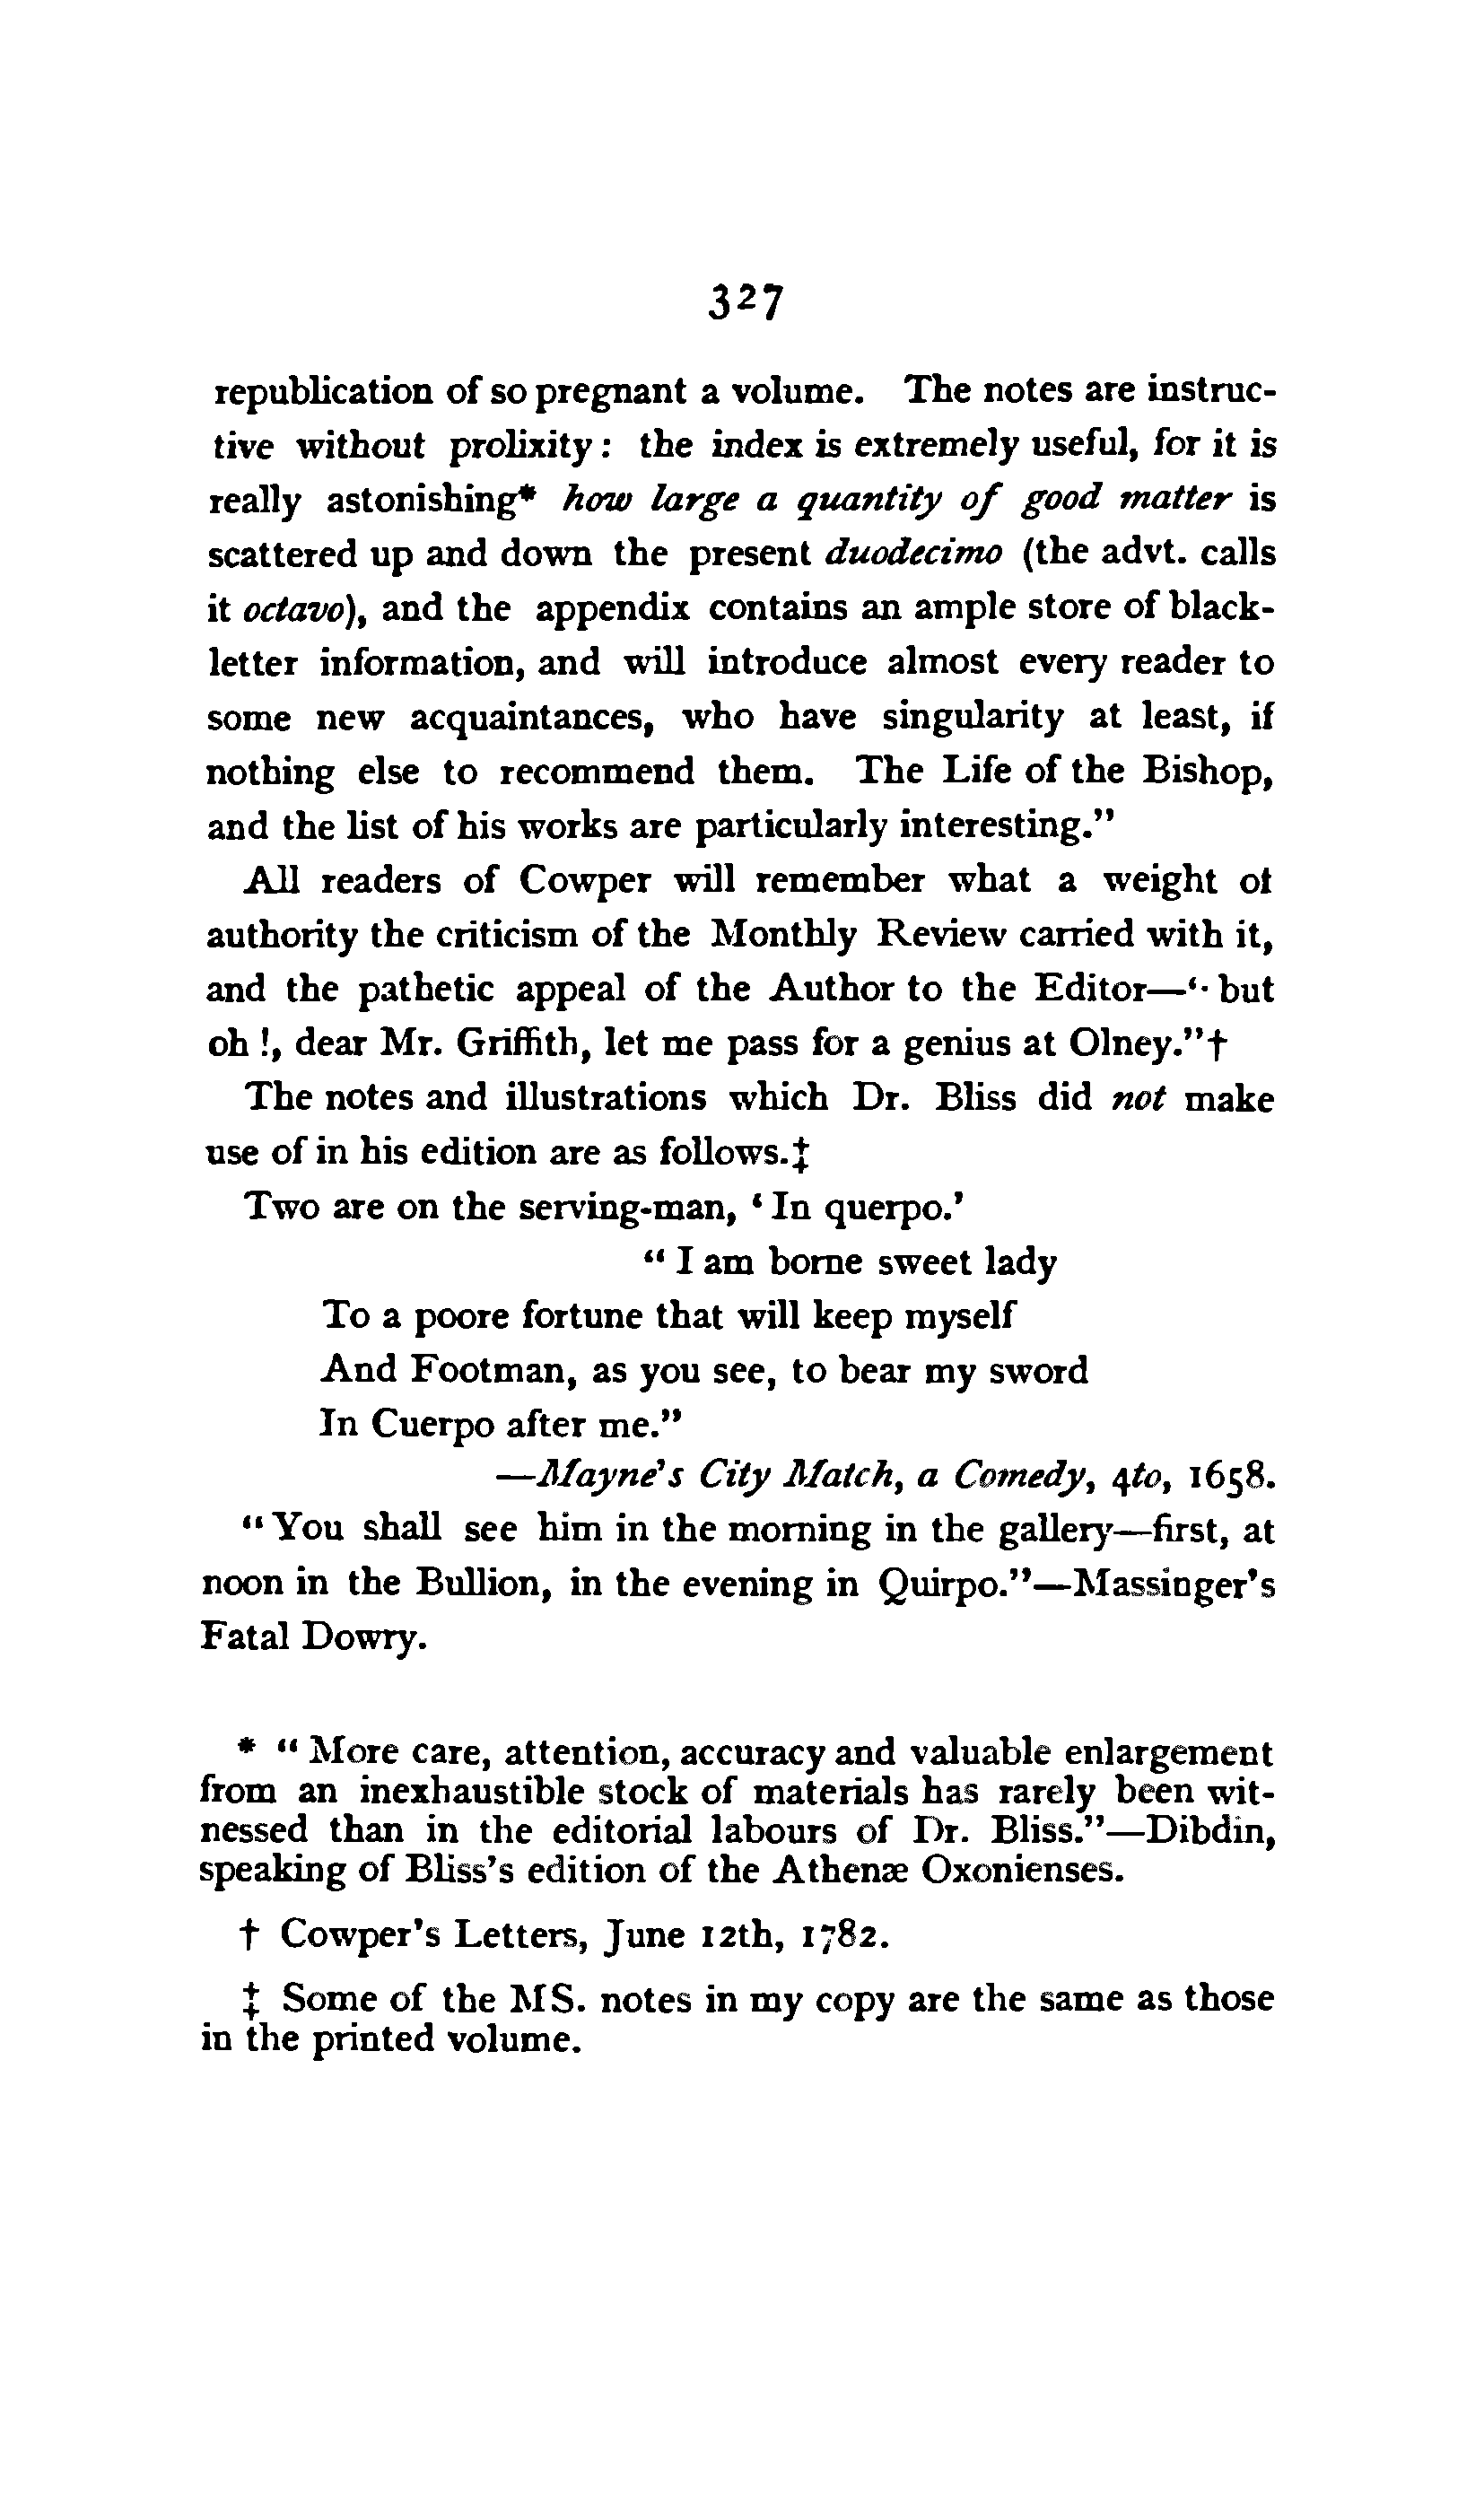 327
republication of so pregnant a volume. The notes are instruc-
tive without prolixity: the index is extremely useful, for it is
really astonishing* how large a quantity of good matter is
scattered up and down the present duodecimo (the advt. calls
it octavo), and the appendix contains an ample store of black-
letter information, and will introduce almost every reader to
some new acquaintances, who have singularity at least, if
nothing else to recommend them. The Life of the Bishop,
and the list of his works are particularly interesting.”
All readers of Cowper will remember what a weight of
authority the criticism of the Monthly Review carried with it,
and the pathetic appeal of the Author to the Editor—“but
oh !, dear Mr. Griffith, let me pass for a genius at Olney.”†
The notes and illustrations which Dr. Bliss did not make
use of in his edition are as follows.‡
Two are on the serving-man, ‘In querpo.’
“I am borne sweet lady
To a poore fortune that will keep myself
And Footman, as you see, to bear my sword
In Cuerpo after me.”
—Mayne’s City Match, a Comedy, 4to, 1658.
“You shall see him in the morning in the gallery—first, at
noon in the Bullion, in the evening in Quirpo.”—Massinger’s
Fatal Dowry.
* “More care, attention, accuracy and valuable enlargement
from an inexhaustible stock of materials has rarely been wit-
nessed than in the editorial labours of Dr. Bliss.”—Dibdin,
speaking of Bliss’s edition of the Athenæ Oxonienses.
† Cowper’s Letters, June 12th, 1782.
‡ Some of the MS. notes in my copy are the same as those
in the printed volume.